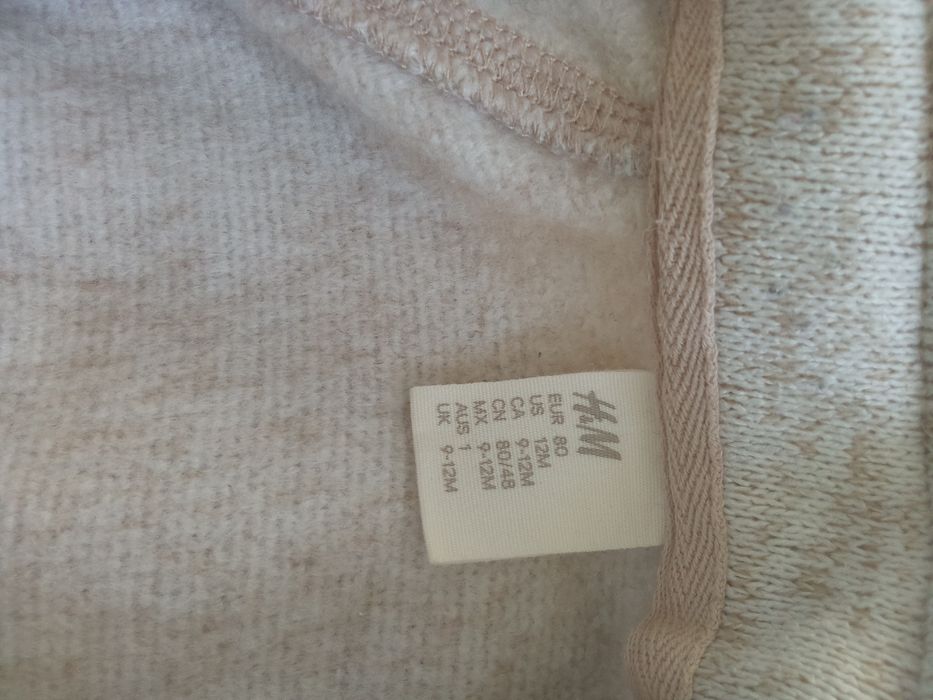 H&M
EUR 80
US 12M
CA 9-12M
CN 80/48
MX 9-12M
AUS 1
UK 9-12M